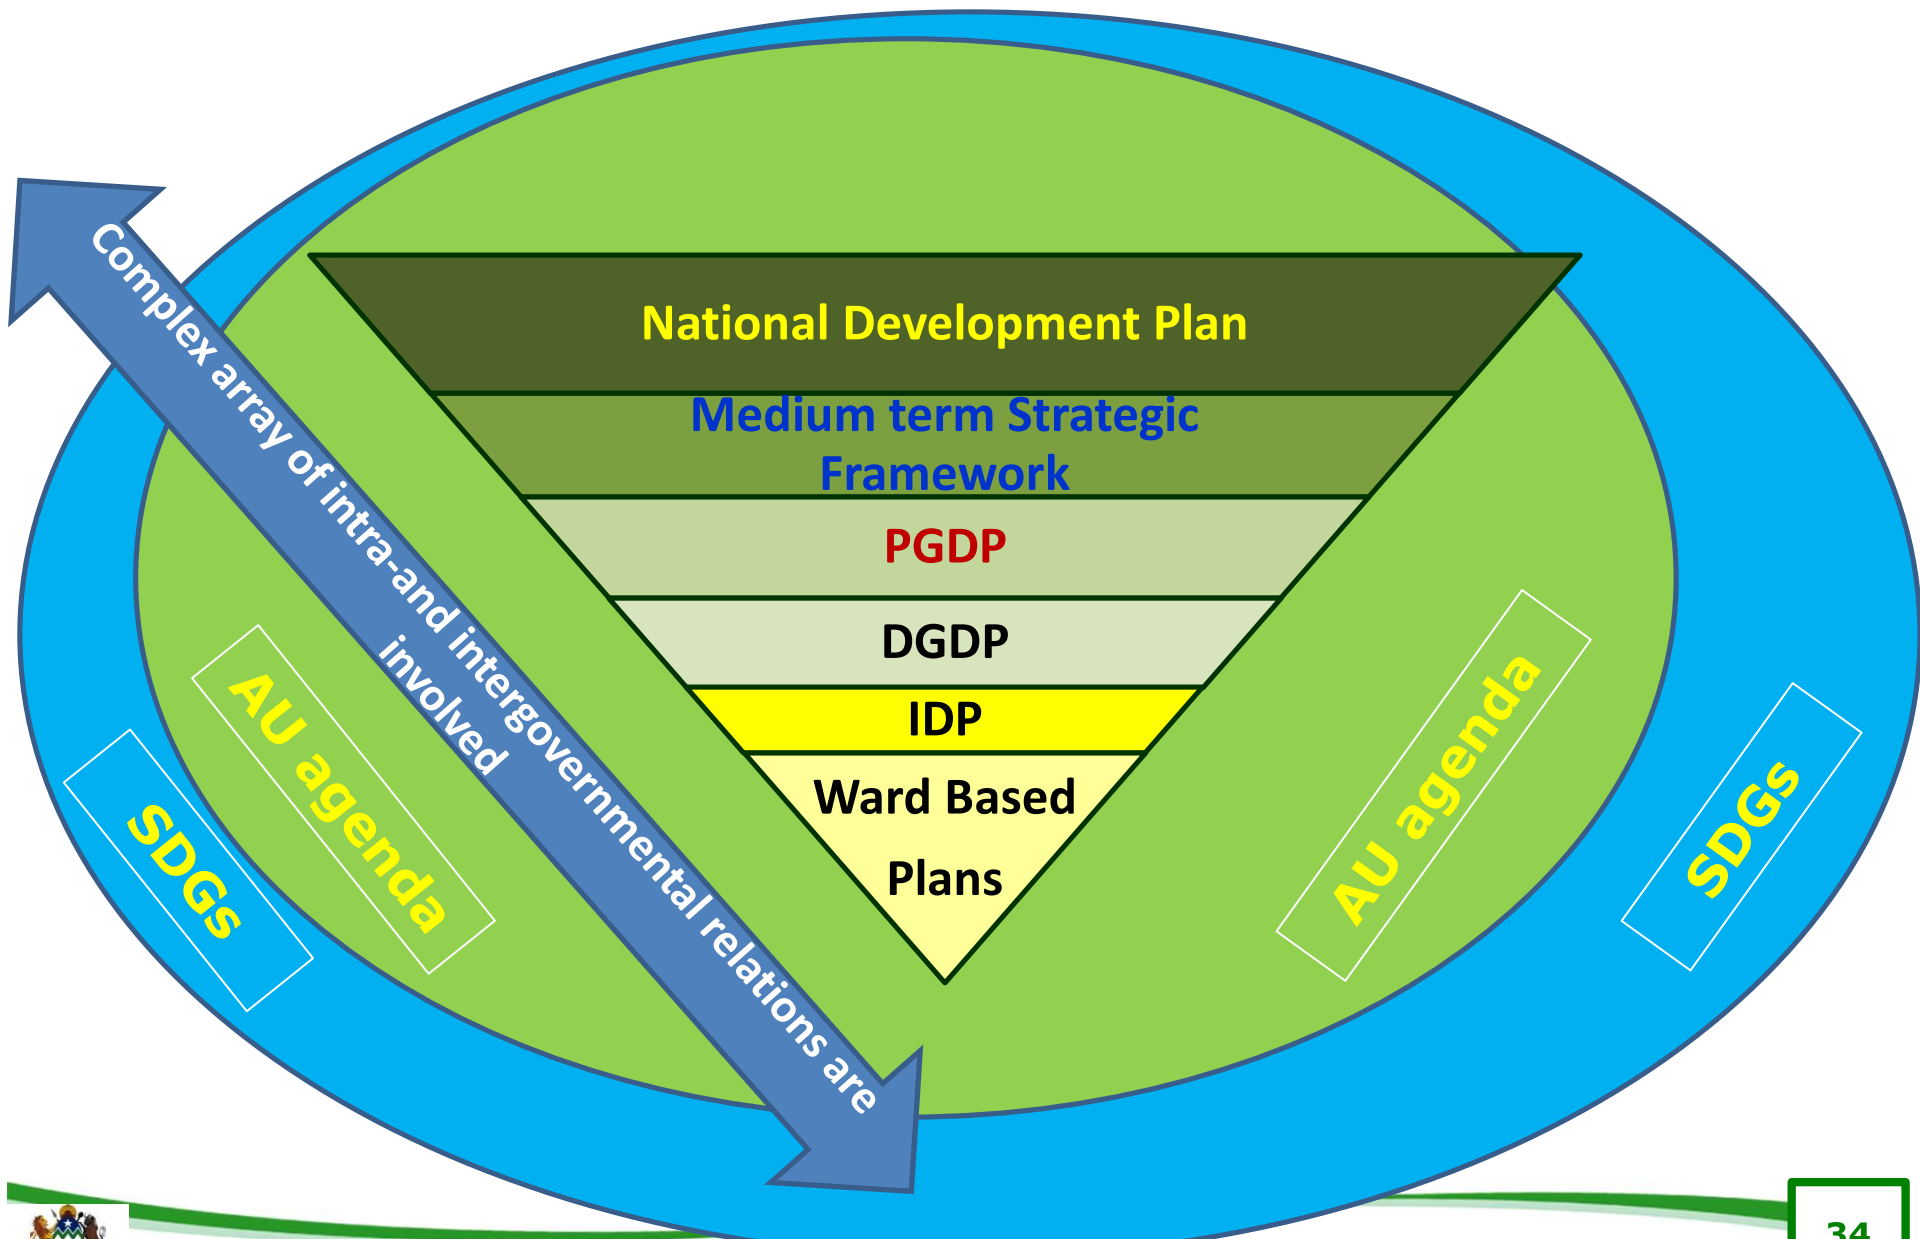 National Development Plan
Medium term Strategic
Framework
PGDP
DGDP
IDP
Ward Based
Plans
Complex array of intra-and intergovernmental relations are
involved
AU agenda
SDGs
AU agenda
SDGs
34